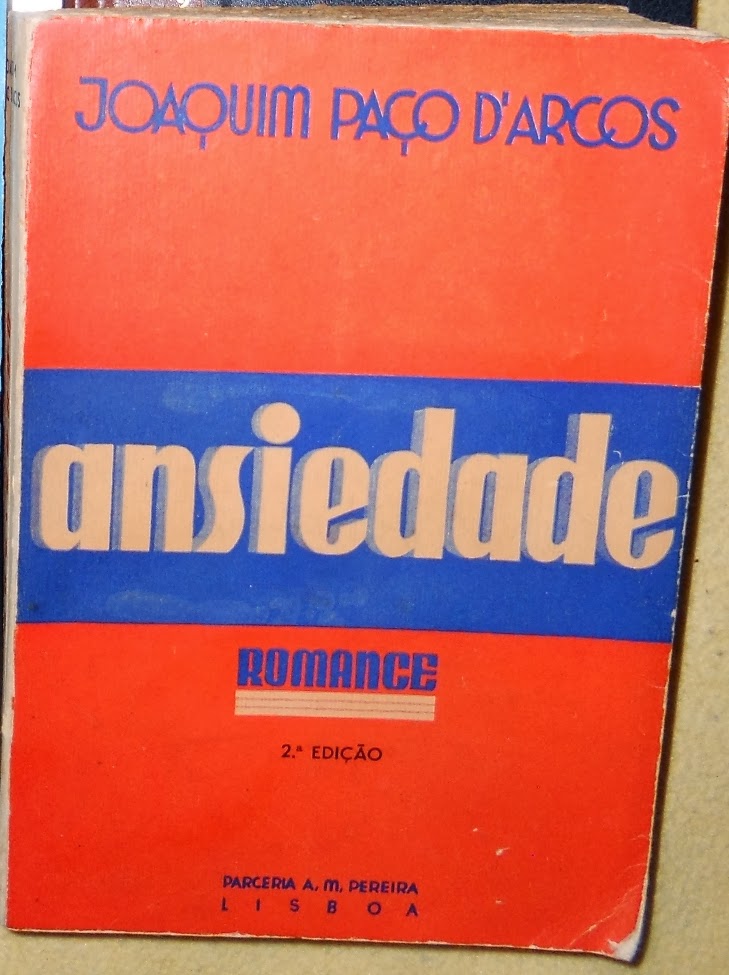 JOAQUIM PAÇO D'ARCOS
ansiedade
ROMANCE
2.ª EDIÇÃO
PARCERIA A. M. PEREIRA
LISBOA